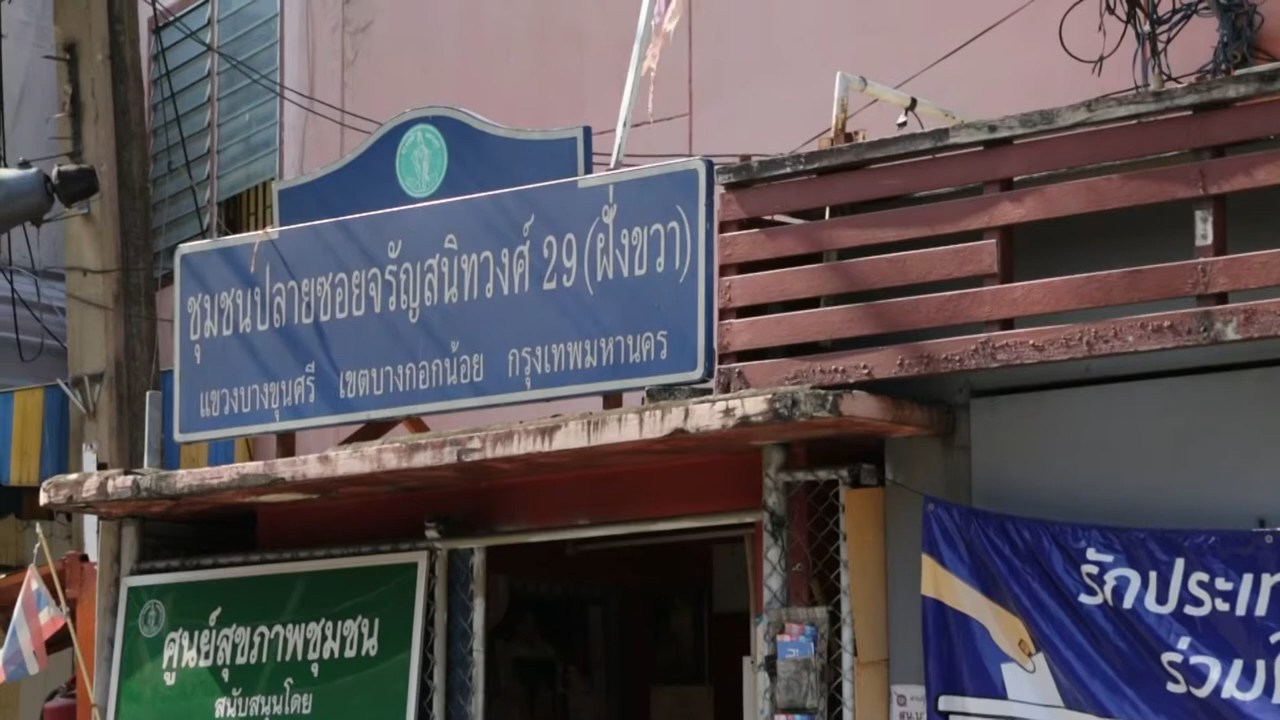 ชุมชนปลายซอยจรัญสนิทวงศ์ 29 (ฝั่งขวา)
แขวงบางขุนศรี เขตบางกอกน้อย กรุงเทพมหานคร
ศูนย์สุขภาพชุมชน
สนับสนุนโดย
รักประเท
ร่วมใ